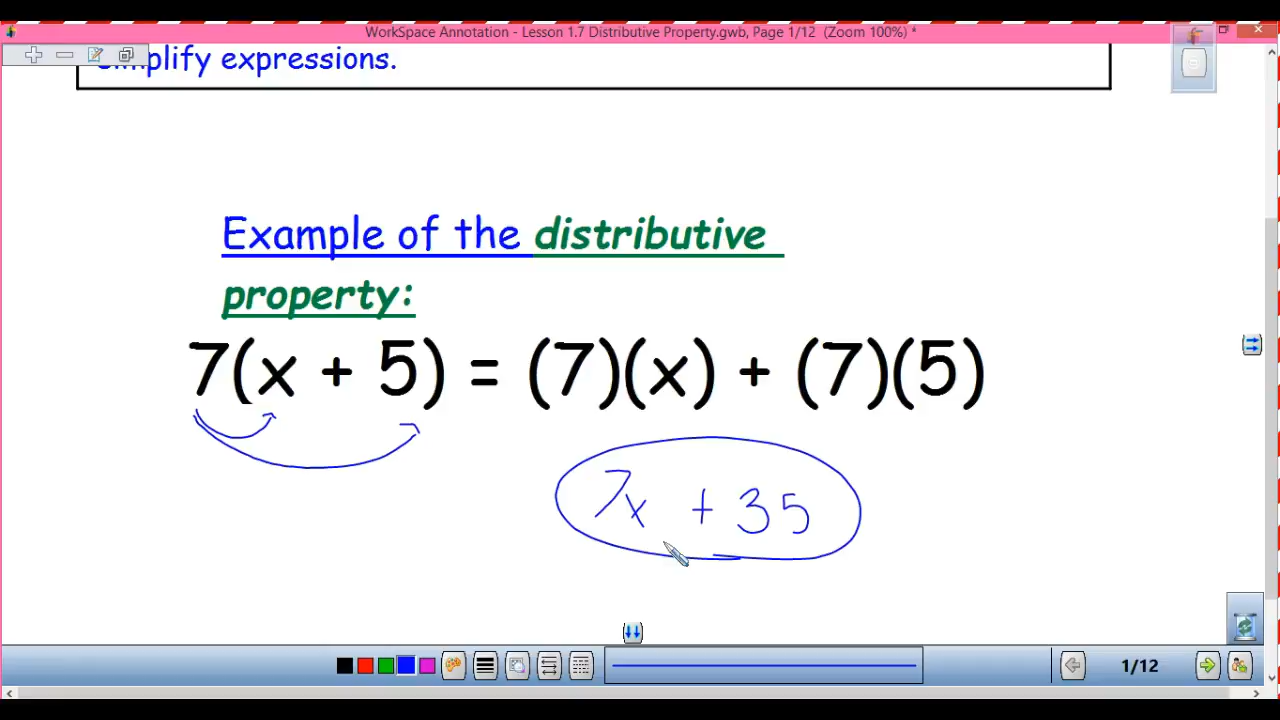 WorkSpace Annotation - Lesson 1.7 Distributive Property.gwb, Page 1/12 (Zoom 100%) *
simplify expressions.
Example of the distributive
property:
7(x + 5) = (7)(x) + (7)(5)
7x + 35
1/12